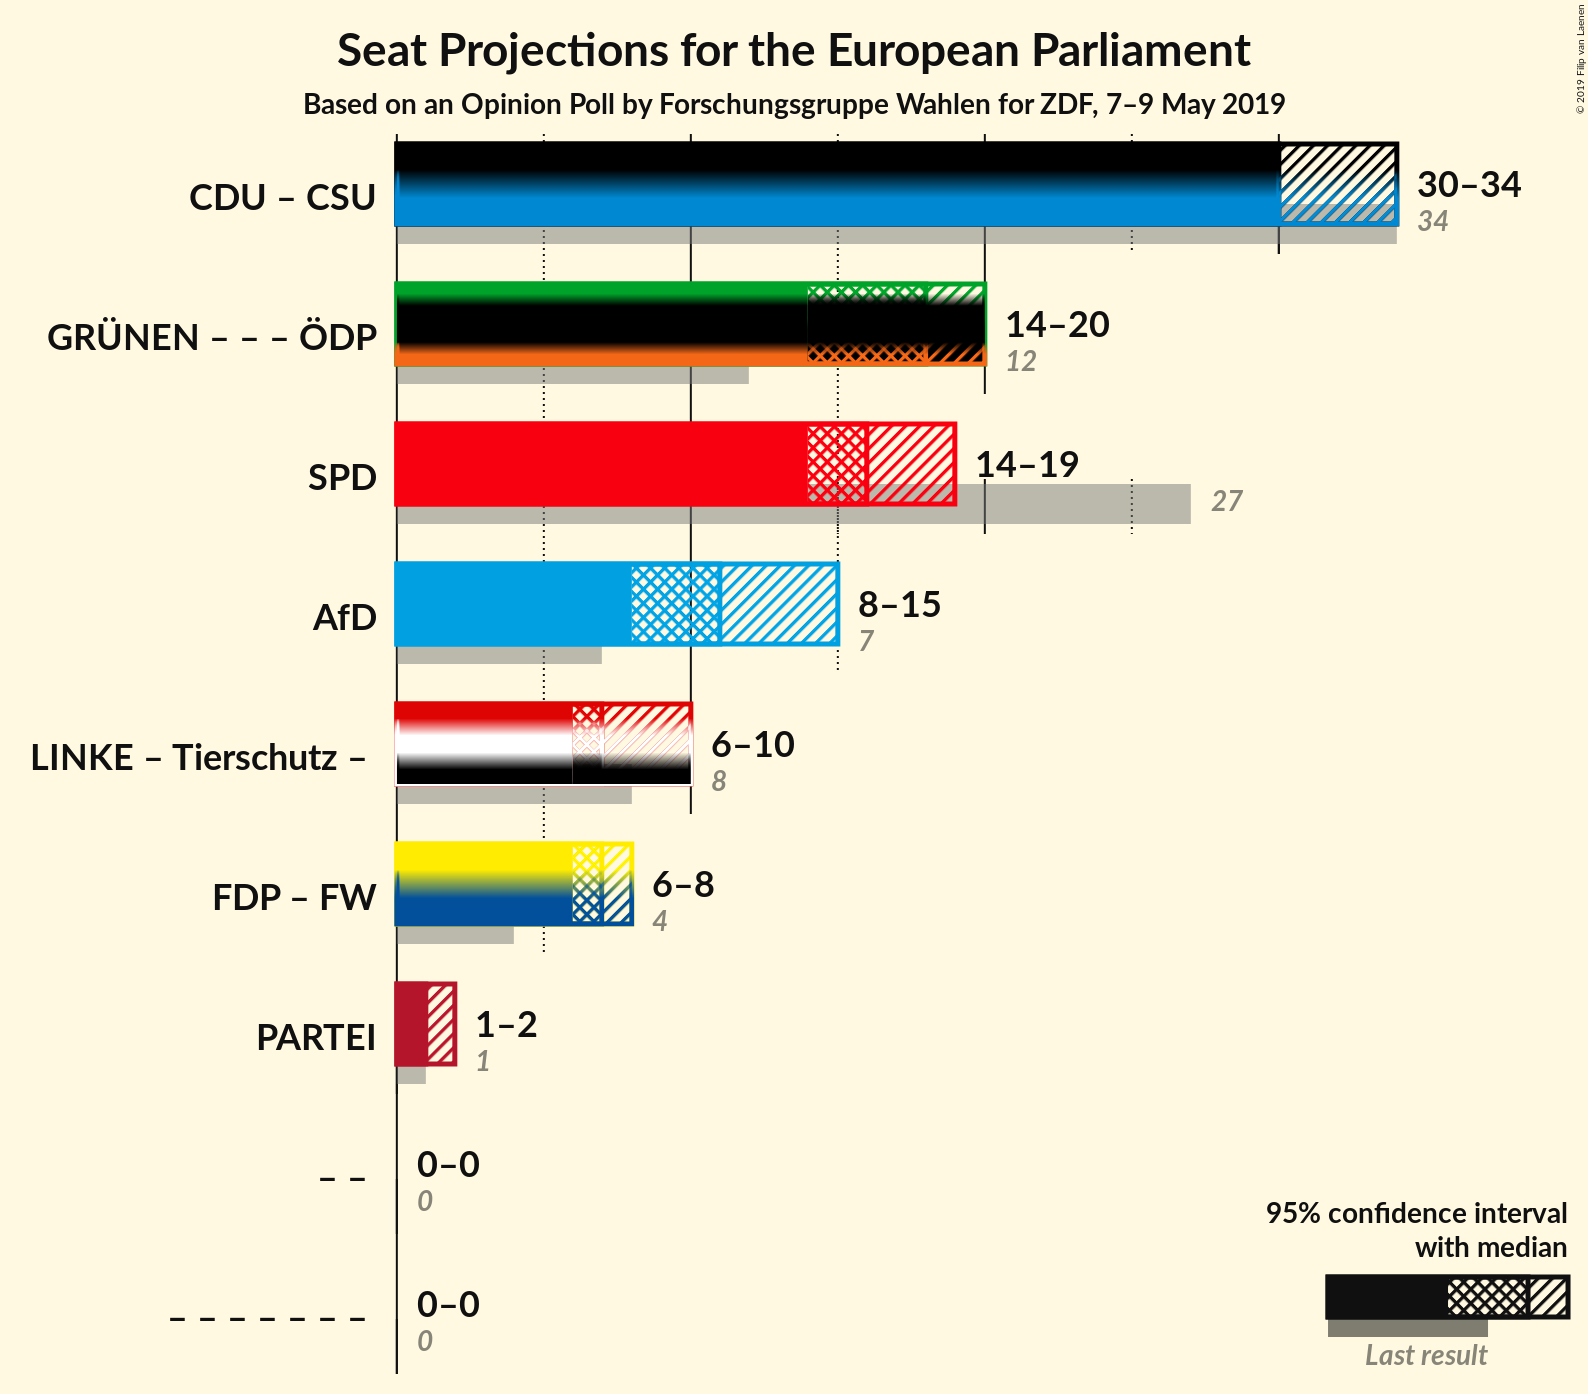 Seat Projections for the European Parliament
Based on an Opinion Poll by Forschungsgruppe Wahlen for ZDF, 7–9 May 2019
© 2019 Filip van Laenen
CDU – CSU
30–34
34
GRÜNEN – – – ÖDP
14–20
12
SPD
14–19
27
AfD
8–15
7
LINKE – Tierschutz –
6–10
8
FDP – FW
6–8
4
PARTEI
1–2
1
– –
0–0
0
– – – – – – –
0–0
0
95% confidence interval
with median
Last result